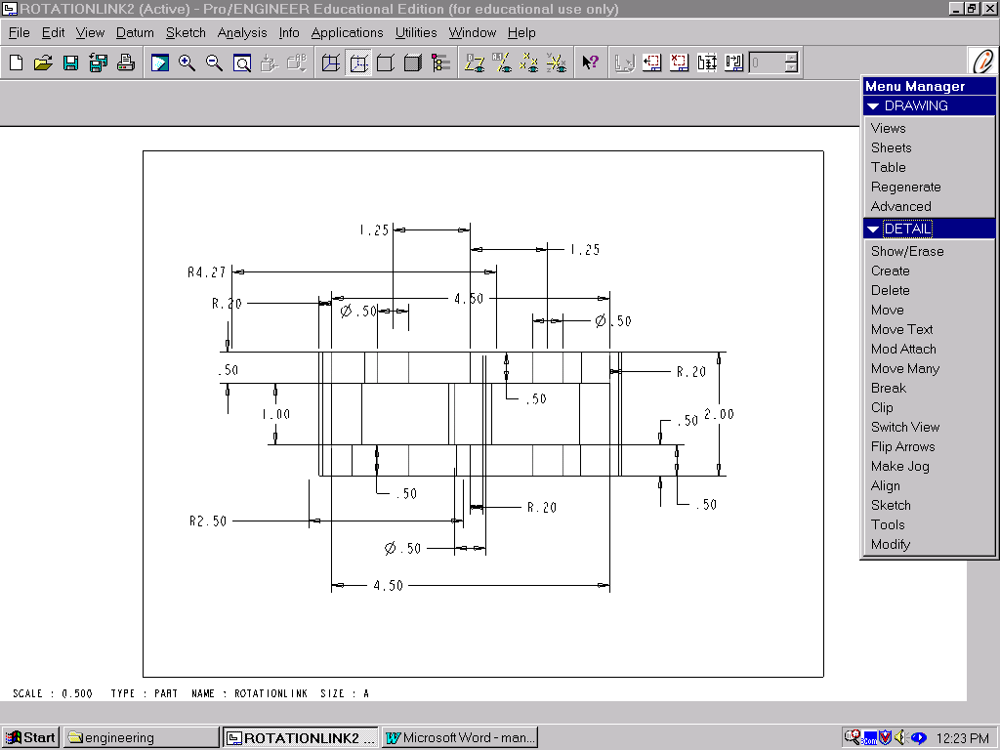 ROTATIONLINK2 (Active) - Pro/ENGINEER Educational Edition (for educational use only)
File Edit View Datum Sketch Analysis Info Applications Utilities Window Help
0
Menu Manager
DRAWING
Views
Sheets
Table
Regenerate
Advanced
DETAIL
Show/Erase
Create
Delete
Move
Move Text
Mod Attach
Move Many
Break
Clip
Switch View
Flip Arrows
Make Jog
Align
Sketch
Tools
Modify
1.25
1.25
R4.27
R.20
4.50
Ø.50
Ø.50
.50
R.20
.50
1.00
.50
2.00
.50
.50
R.20
R2.50
Ø.50
4.50
SCALE : 0.500 TYPE : PART NAME : ROTATIONLINK SIZE : A
Start engineering ROTATIONLINK2 ... Microsoft Word - man... 12:23 PM